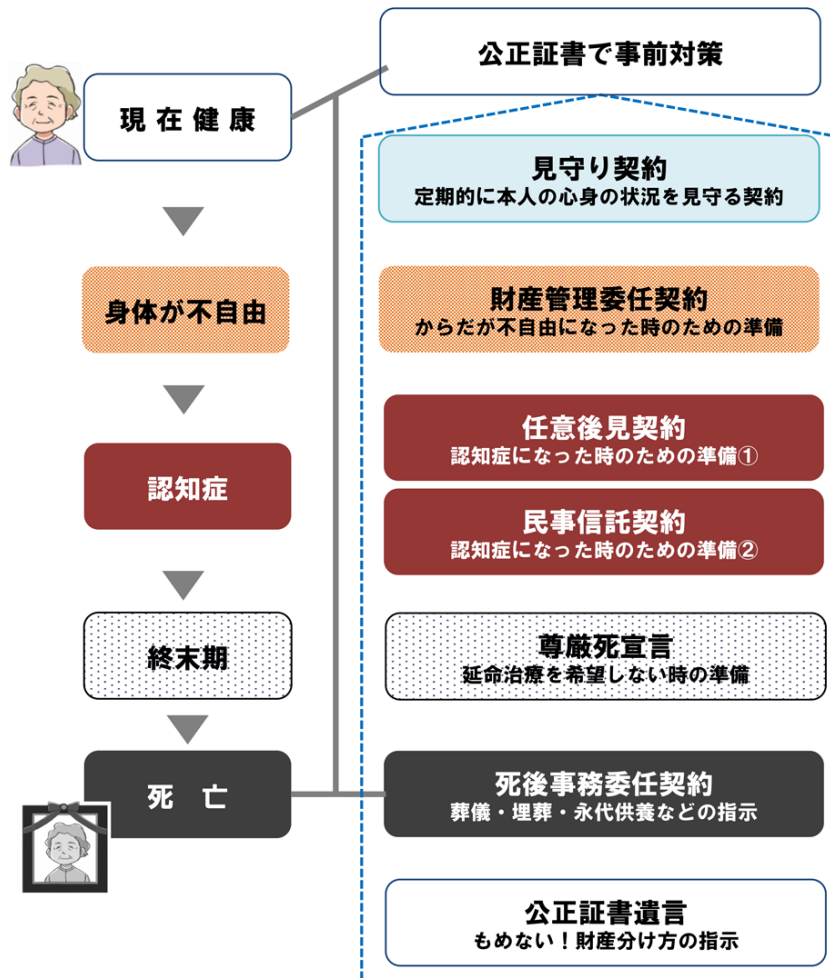 公正証書で事前対策
現在健康
見守り契約
定期的に本人の心身の状況を見守る契約
身体が不自由
財産管理委任契約
からだが不自由になった時のための準備
認知症
任意後見契約
認知症になった時のための準備①
民事信託契約
認知症になった時のための準備②
終末期
尊厳死宣言
延命治療を希望しない時の準備
死　亡
死後事務委任契約
葬儀・埋葬・永代供養などの指示
公正証書遺言
もめない！財産分け方の指示